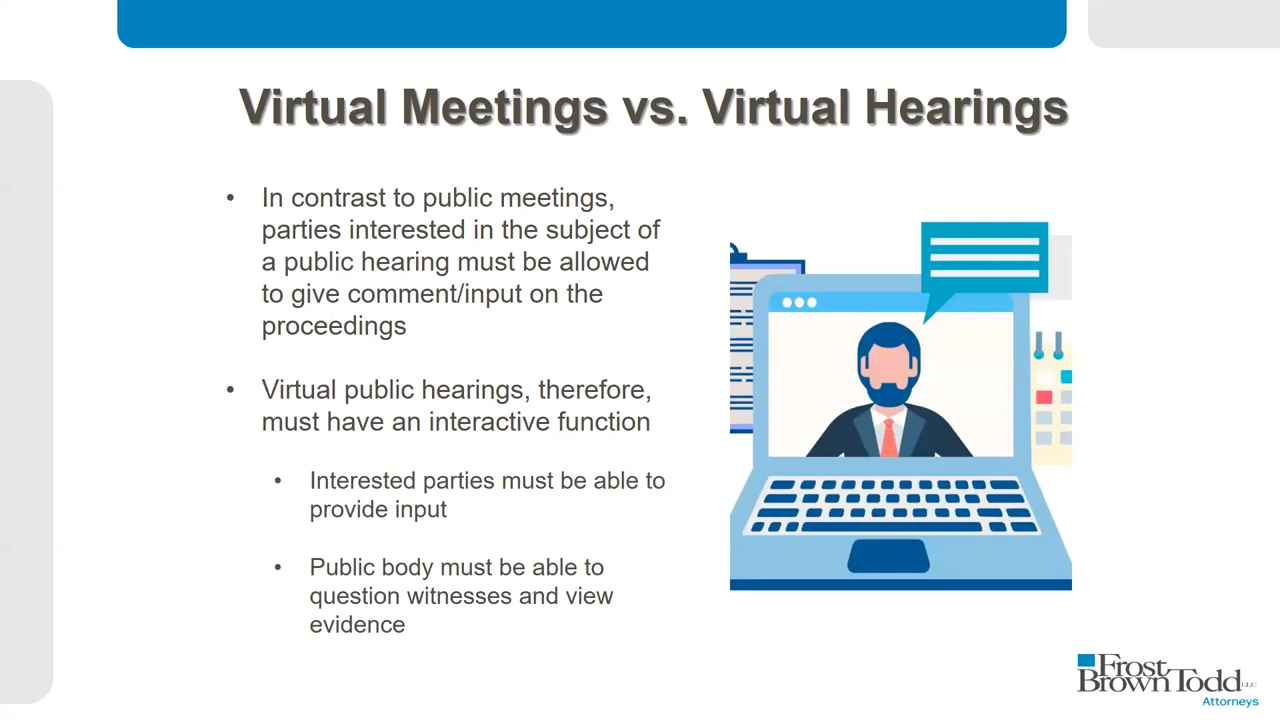 Virtual Meetings vs. Virtual Hearings
• In contrast to public meetings,
parties interested in the subject of
a public hearing must be allowed
to give comment/input on the
proceedings
• Virtual public hearings, therefore,
must have an interactive function
• Interested parties must be able to
provide input
• Public body must be able to
question witnesses and view
evidence
Frost
Brown Todd LLC
Attorneys